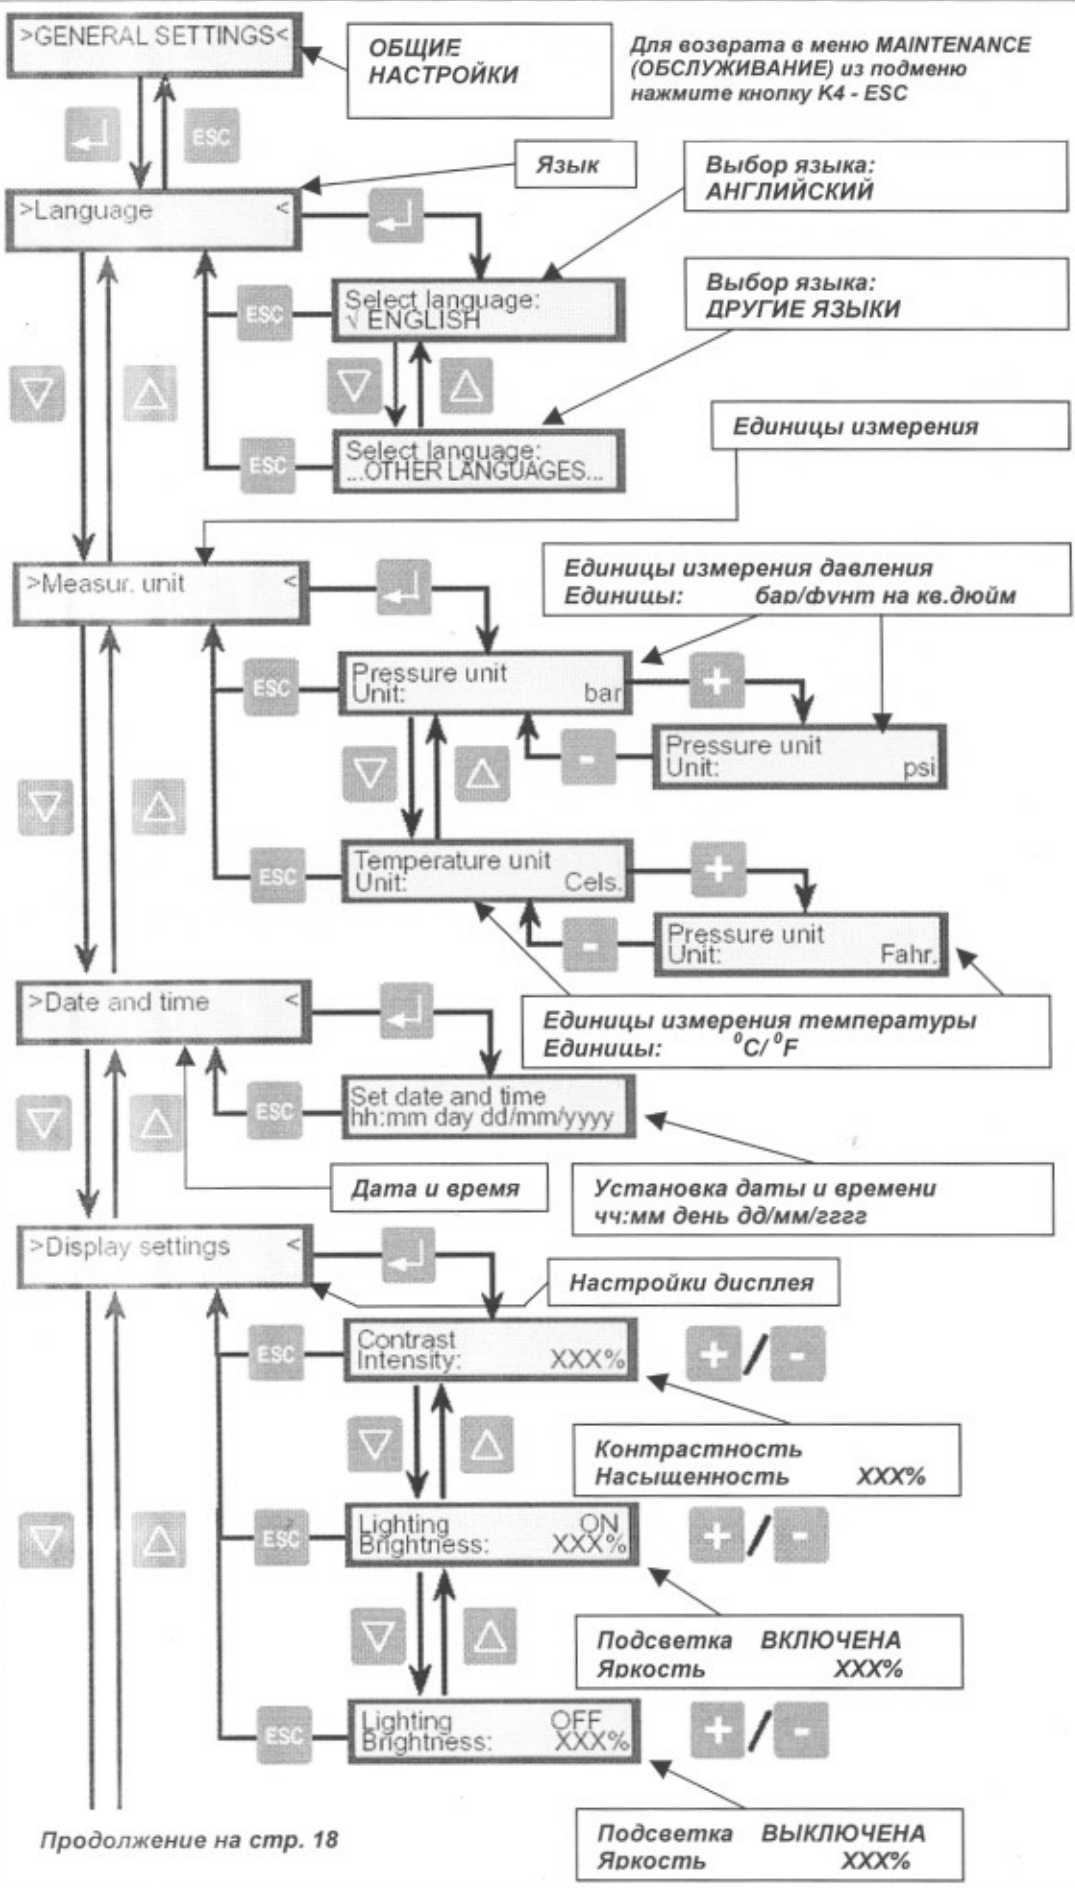 >GENERAL SETTINGS<
ОБЩИЕ
НАСТРОЙКИ
Для возврата в меню MAINTENANCE
(ОБСЛУЖИВАНИЕ) из подменю
нажмите кнопку K4 - ESC
ESC
Язык
Выбор языка:
АНГЛИЙСКИЙ
>Language <
Select language:
√ ENGLISH
ESC
Выбор языка:
ДРУГИЕ ЯЗЫКИ
Единицы измерения
Select language:
...OTHER LANGUAGES...
ESC
>Measur. unit <
Единицы измерения давления
Единицы: бар/фунт на кв.дюйм
Pressure unit
Unit: bar
ESC
+
Pressure unit
Unit: psi
-
Temperature unit
Unit: Cels.
ESC
+
Pressure unit
Unit: Fahr.
-
>Date and time <
Единицы измерения температуры
Единицы: ⁰C/ ⁰F
Set date and time
hh:mm day dd/mm/yyyy
ESC
Дата и время
Установка даты и времени
чч:мм день дд/мм/гггг
>Display settings <
Настройки дисплея
Contrast
Intensity: XXX%
ESC
+ / -
Контрастность
Насыщенность XXX%
Lighting ON
Brightness: XXX%
ESC
+ / -
Подсветка ВКЛЮЧЕНА
Яркость XXX%
Lighting OFF
Brightness: XXX%
ESC
+ / -
Подсветка ВЫКЛЮЧЕНА
Яркость XXX%
Продолжение на стр. 18